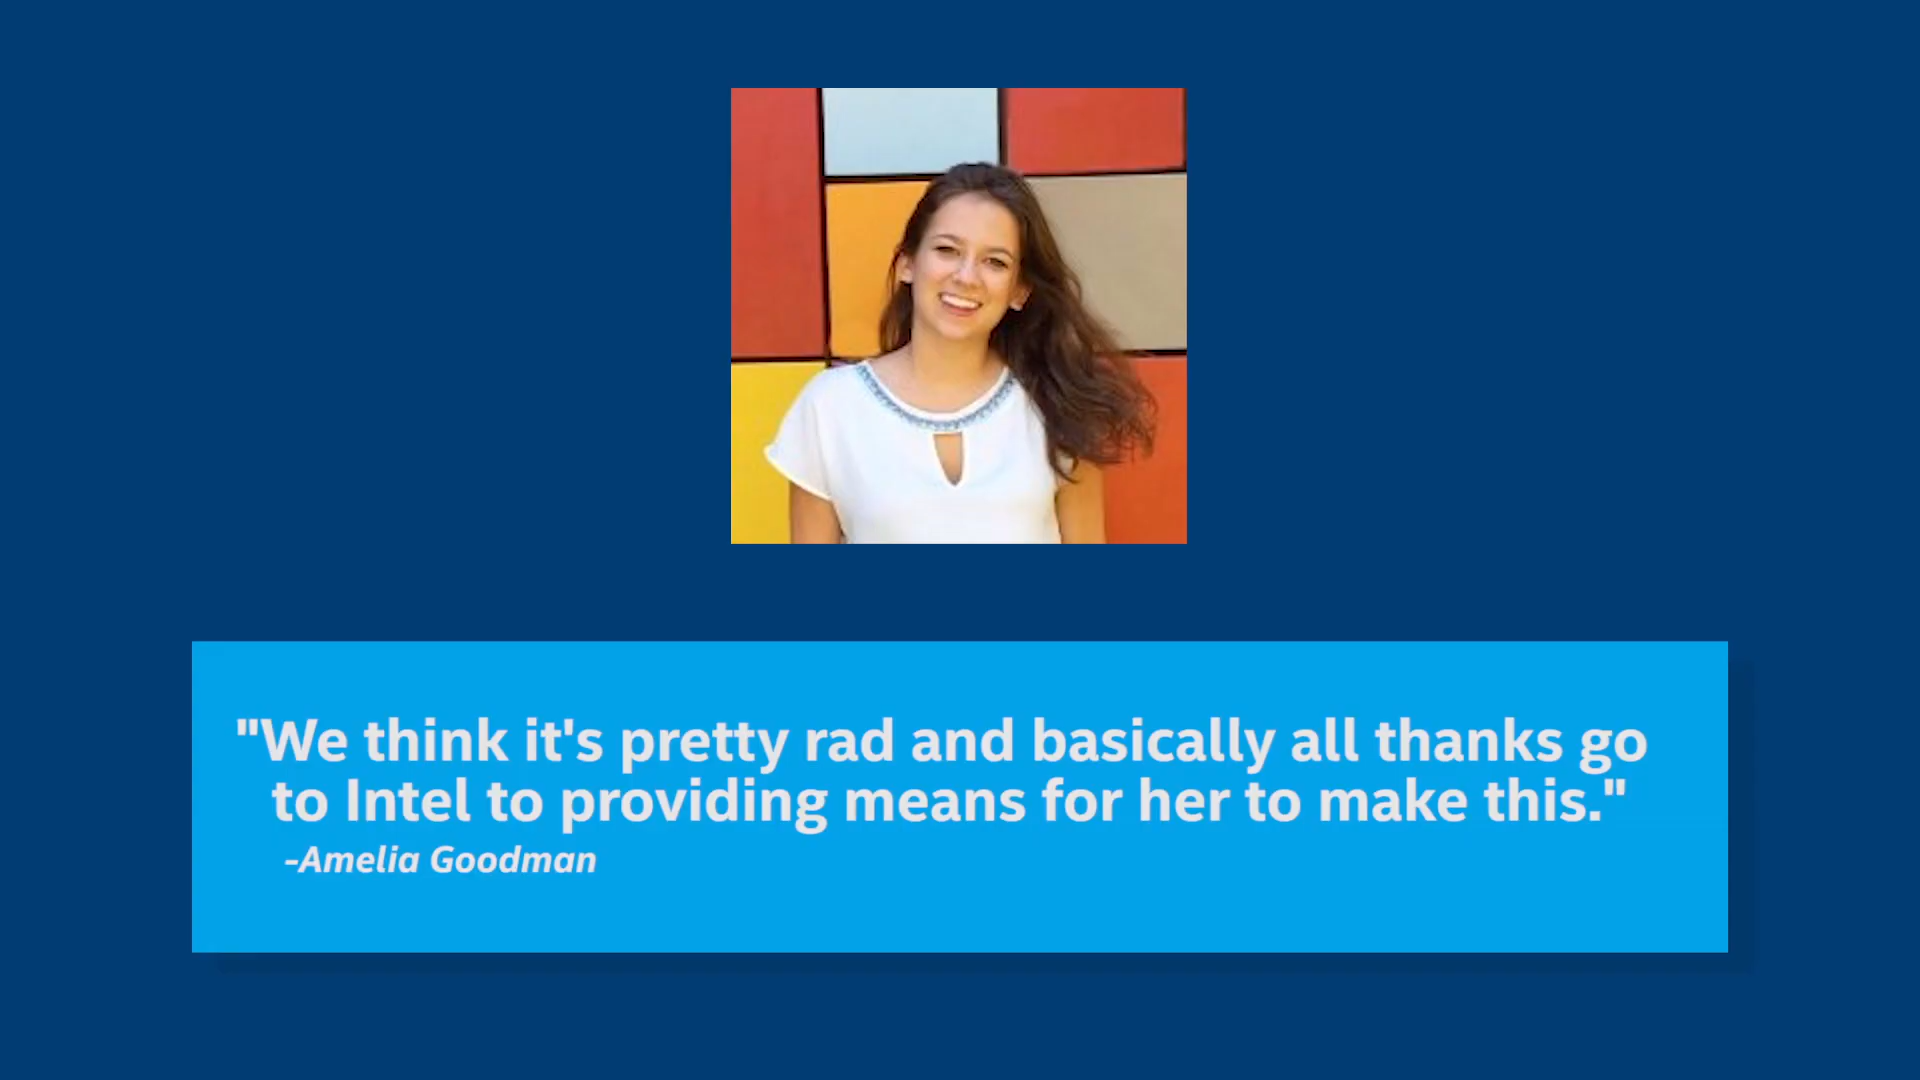 "We think it's pretty rad and basically all thanks go
to Intel to providing means for her to make this."
–Amelia Goodman